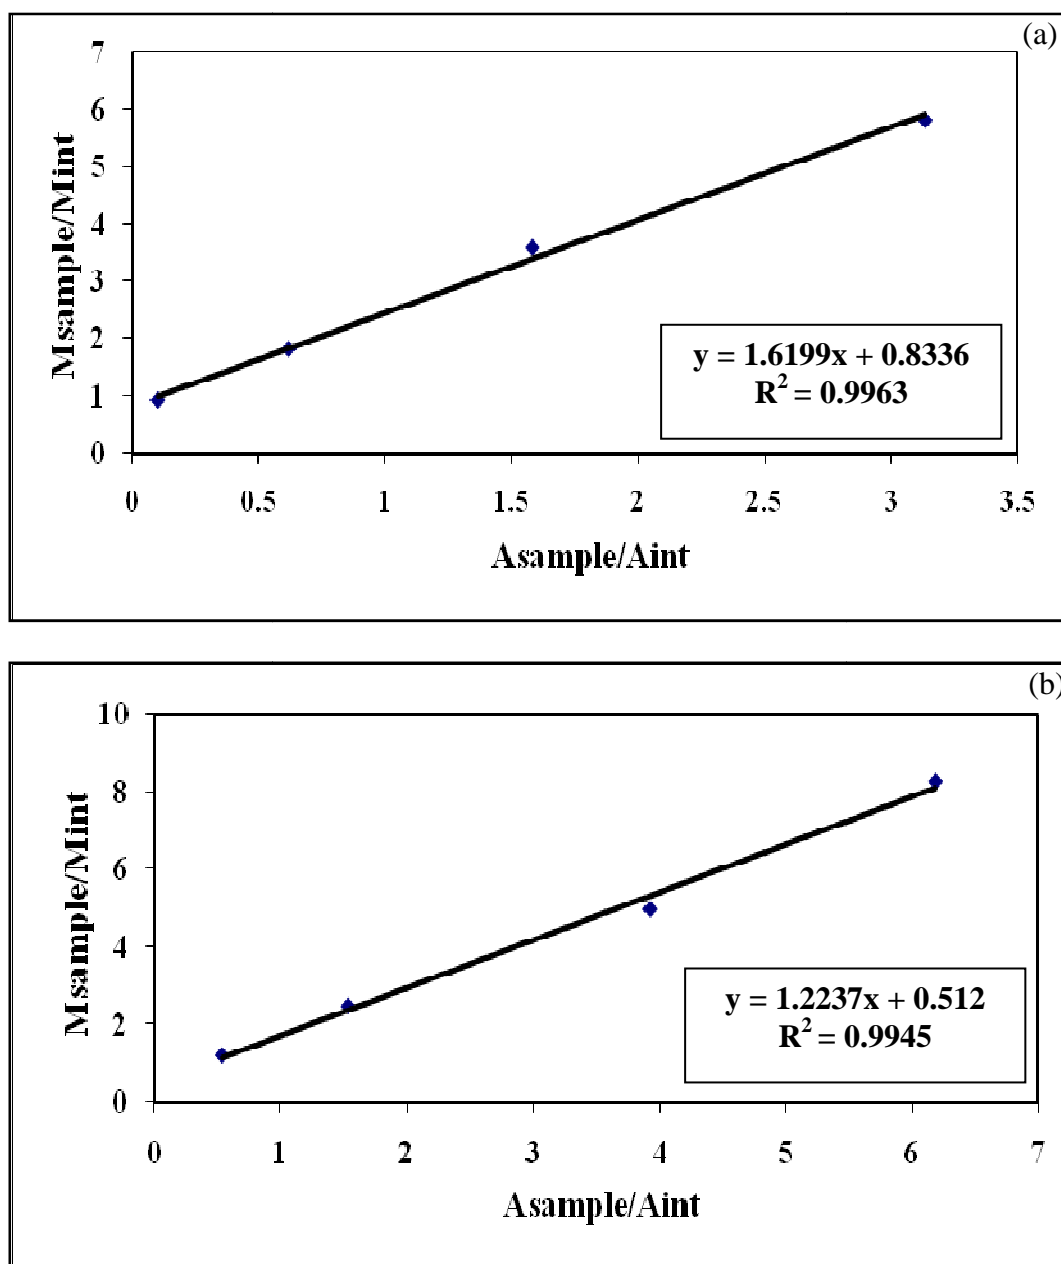 (a)
7
6
5
4
3
2
1
0
Msample/Mint
y = 1.6199x + 0.8336
R² = 0.9963
0 0.5 1 1.5 2 2.5 3 3.5
Asample/Aint
(b)
10
8
6
4
2
0
Msample/Mint
y = 1.2237x + 0.512
R² = 0.9945
0 1 2 3 4 5 6 7
Asample/Aint